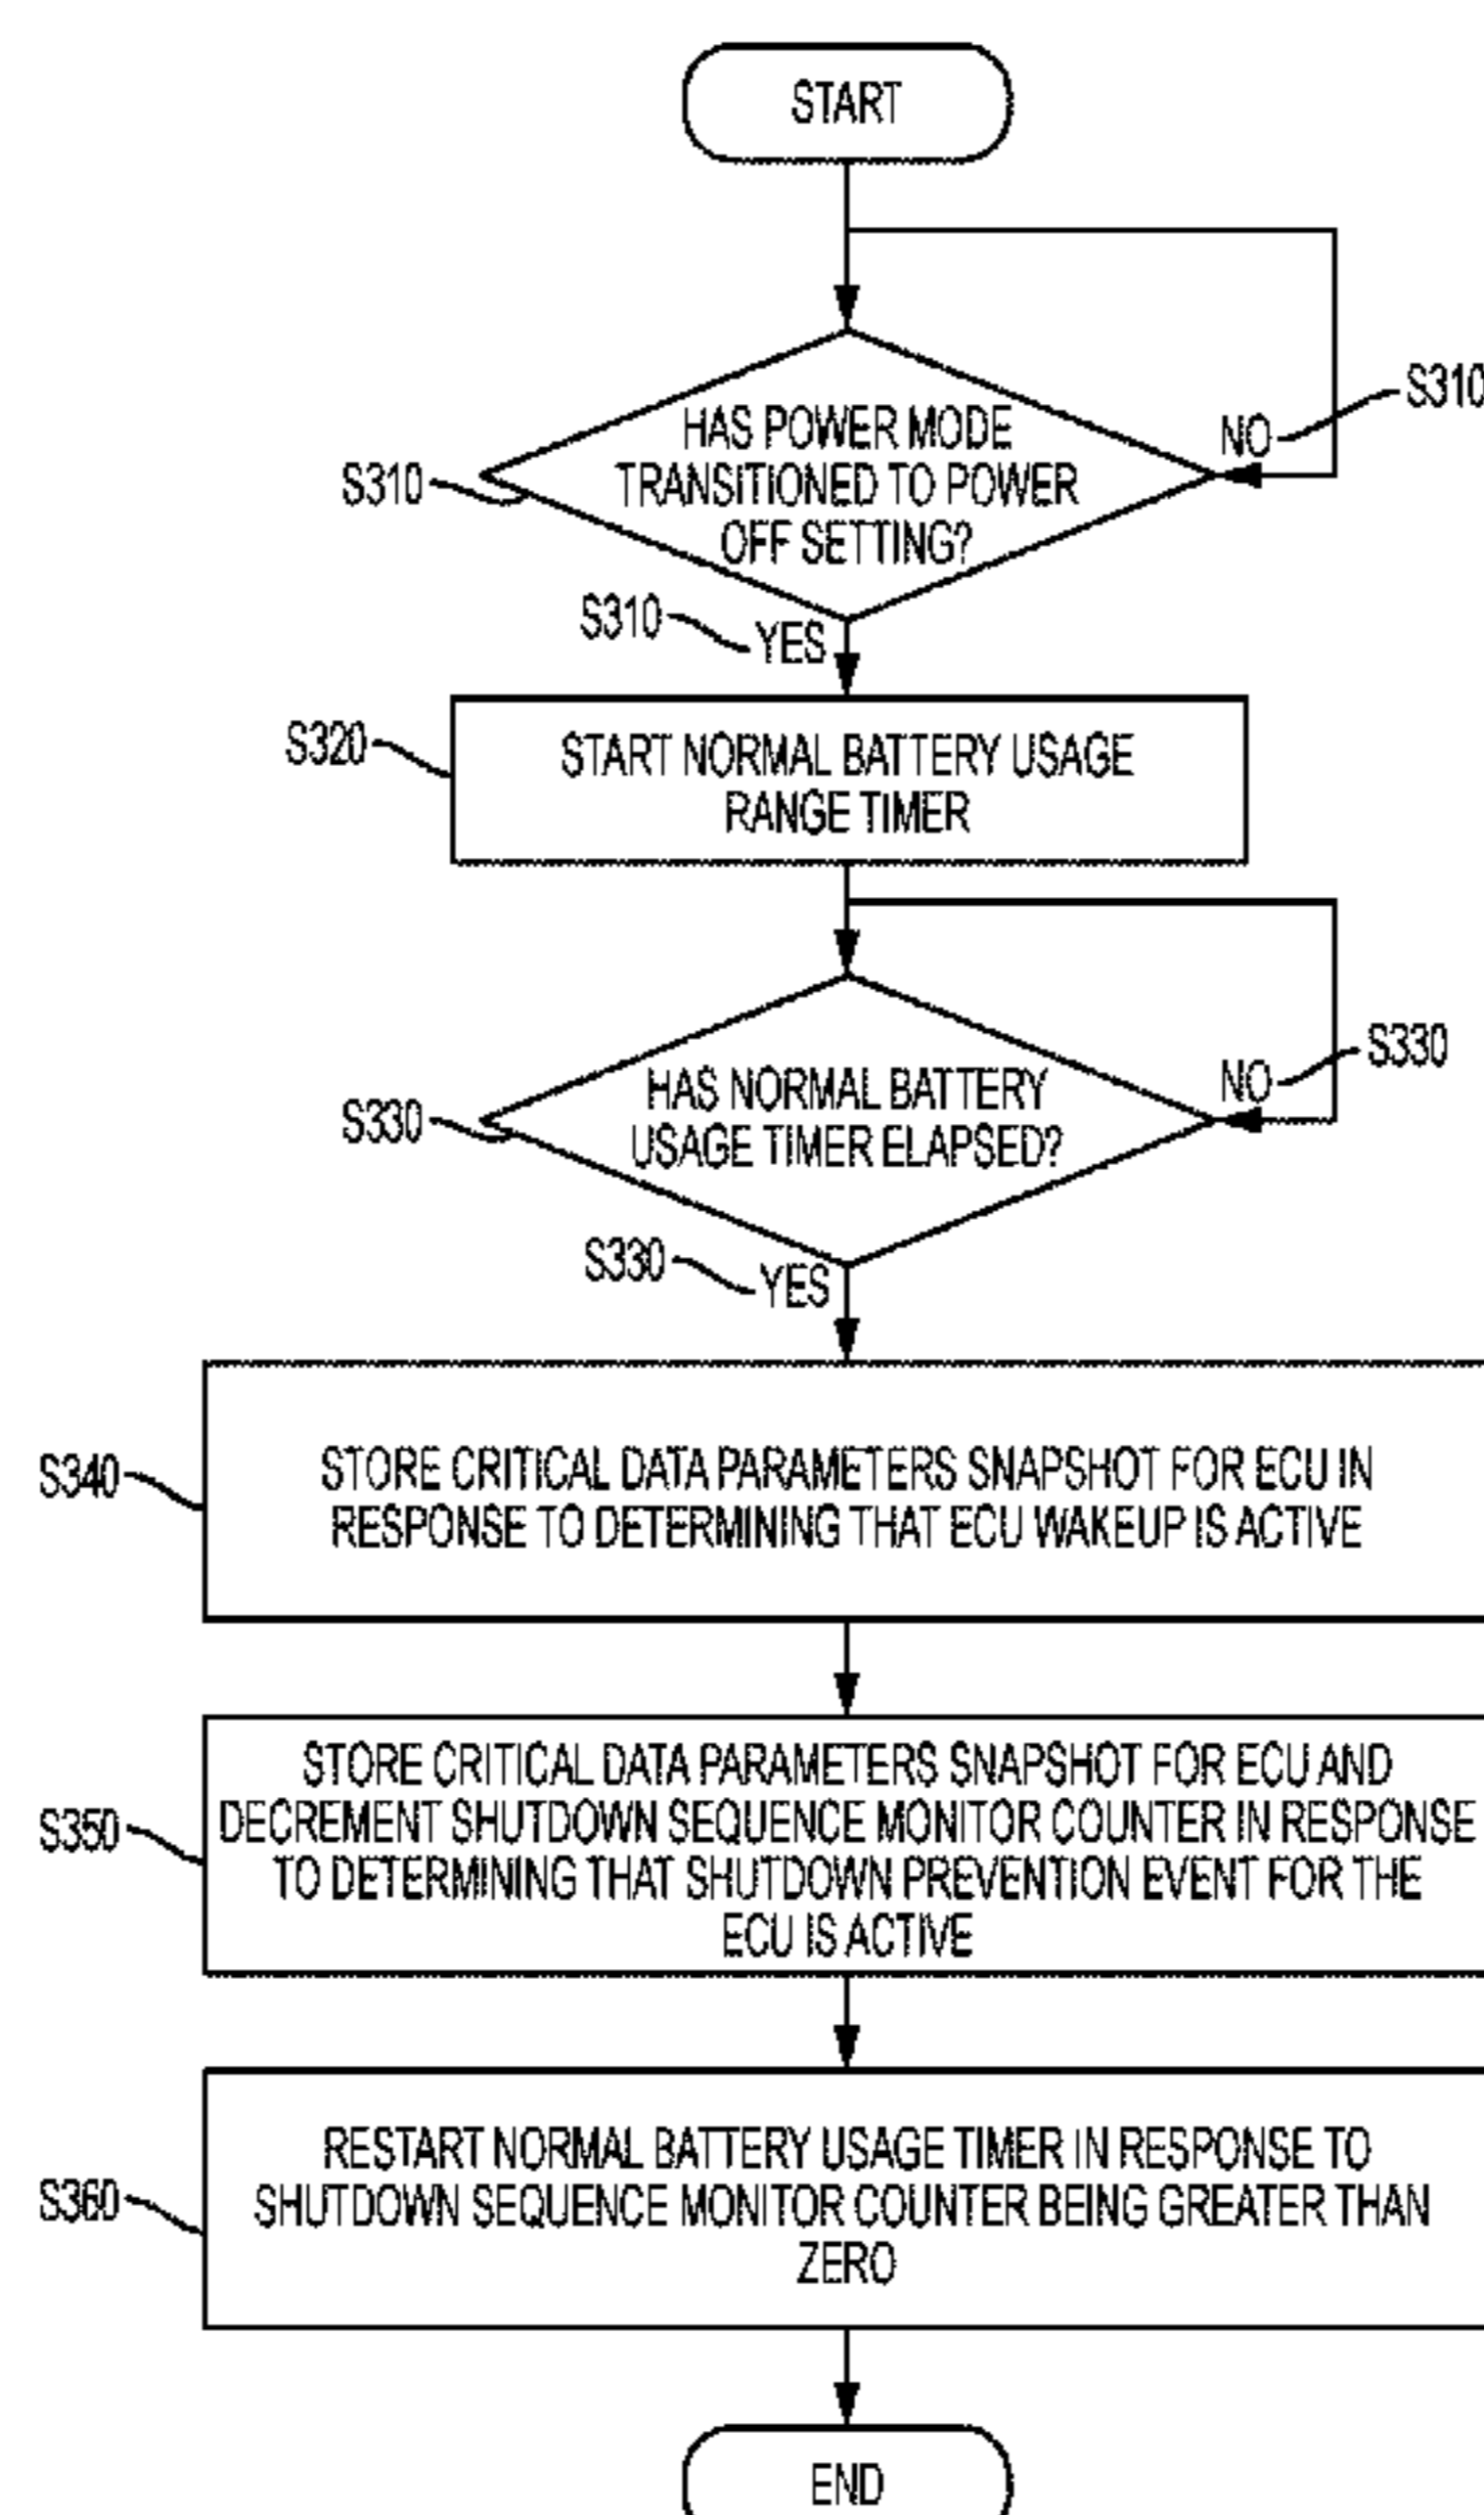 START
HAS POWER MODE
TRANSITIONED TO POWER
OFF SETTING?
S310
NO
S310
S310
YES
S320
START NORMAL BATTERY USAGE
RANGE TIMER
HAS NORMAL BATTERY
USAGE TIMER ELAPSED?
S330
NO
S330
S330
YES
S340
STORE CRITICAL DATA PARAMETERS SNAPSHOT FOR ECU IN
RESPONSE TO DETERMINING THAT ECU WAKEUP IS ACTIVE
S350
STORE CRITICAL DATA PARAMETERS SNAPSHOT FOR ECU AND
DECREMENT SHUTDOWN SEQUENCE MONITOR COUNTER IN RESPONSE
TO DETERMINING THAT SHUTDOWN PREVENTION EVENT FOR THE
ECU IS ACTIVE
S360
RESTART NORMAL BATTERY USAGE TIMER IN RESPONSE TO
SHUTDOWN SEQUENCE MONITOR COUNTER BEING GREATER THAN
ZERO
END